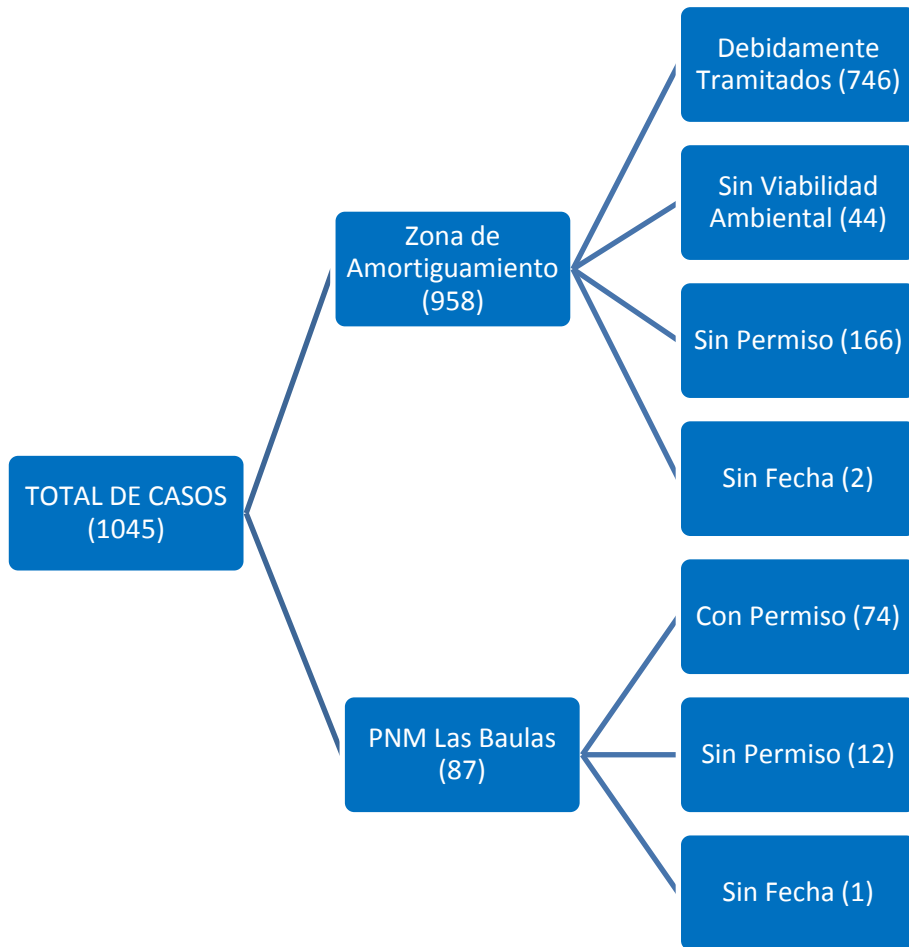 TOTAL DE CASOS
(1045)
Zona de
Amortiguamiento
(958)
Debidamente
Tramitados (746)
Sin Viabilidad
Ambiental (44)
Sin Permiso (166)
Sin Fecha (2)
PNM Las Baulas
(87)
Con Permiso (74)
Sin Permiso (12)
Sin Fecha (1)